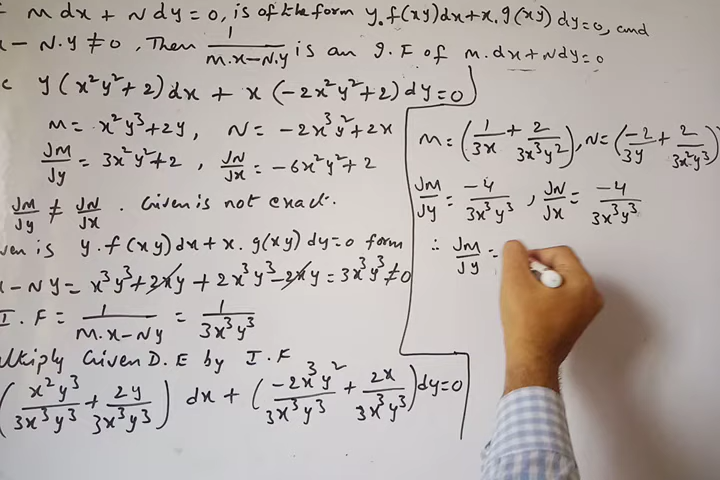 M dx + N dy = 0, is of the form y.f(xy)dx + x.g(xy) dy = 0, and
x - N.y ≠ 0, Then 1/(M.x - N.y) is an I.F of M.dx + N dy = 0
y(x²y² + 2)dx + x(-2x²y² + 2)dy = 0
M = x²y³ + 2y, N = -2x³y² + 2x
∂M/∂y = 3x²y² + 2, ∂N/∂x = -6x²y² + 2
∂M/∂y ≠ ∂N/∂x. Given is not exact.
ven is y.f(xy)dx + x.g(xy)dy = 0 form
x - Ny = x³y³ + 2xy + 2x³y³ - 2xy = 3x³y³ ≠ 0
I.F = 1/(M.x - Ny) = 1/(3x³y³)
ultiply Given D.E by I.F
(x²y³/(3x³y³) + 2y/(3x³y³)) dx + (-2x³y²/(3x³y³) + 2x/(3x³y³)) dy = 0
M = (1/(3x) + 2/(3x³y²)), N = (-2/(3y) + 2/(3x²y³))
∂M/∂y = -4/(3x³y³), ∂N/∂x = -4/(3x³y³)
∴ ∂M/∂y =